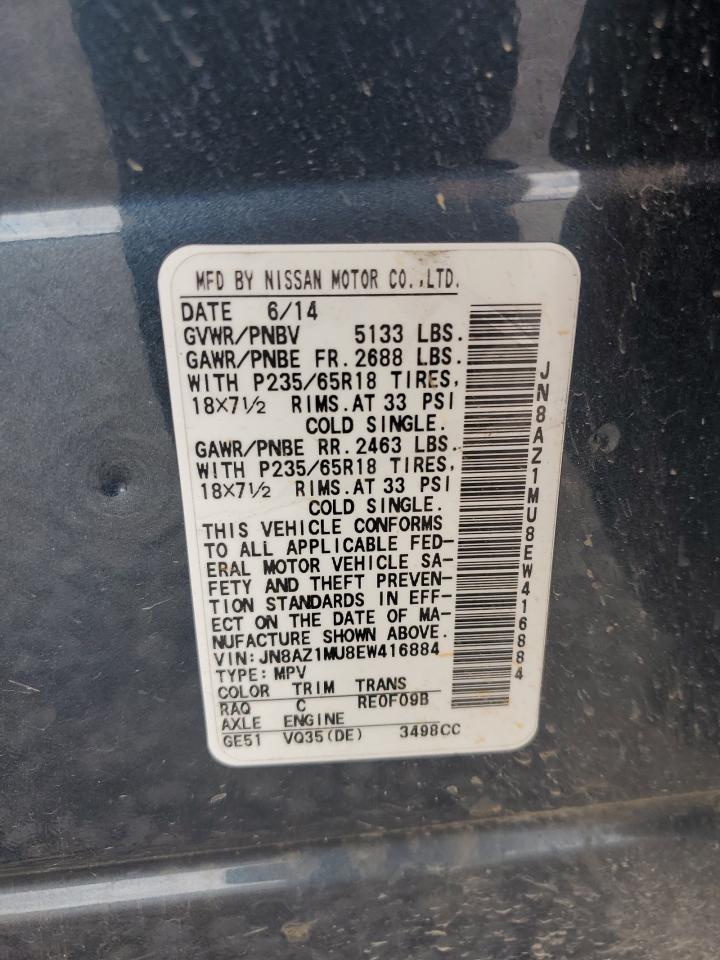 MFD BY NISSAN MOTOR CO.,LTD.
DATE 6/14
GVWR/PNBV 5133 LBS.
GAWR/PNBE FR.2688 LBS.
WITH P235/65R18 TIRES,
18×7½ RIMS.AT 33 PSI
COLD SINGLE.
GAWR/PNBE RR.2463 LBS.
WITH P235/65R18 TIRES,
18×7½ RIMS.AT 33 PSI
COLD SINGLE.
THIS VEHICLE CONFORMS
TO ALL APPLICABLE FED-
ERAL MOTOR VEHICLE SA-
FETY AND THEFT PREVEN-
TION STANDARDS IN EFF-
ECT ON THE DATE OF MA-
NUFACTURE SHOWN ABOVE.
VIN:JN8AZ1MU8EW416884
TYPE:MPV
COLOR TRIM TRANS
RAQ C RE0F09B
AXLE ENGINE
GE51 VQ35(DE) 3498CC
JN8AZ1MU8EW416884